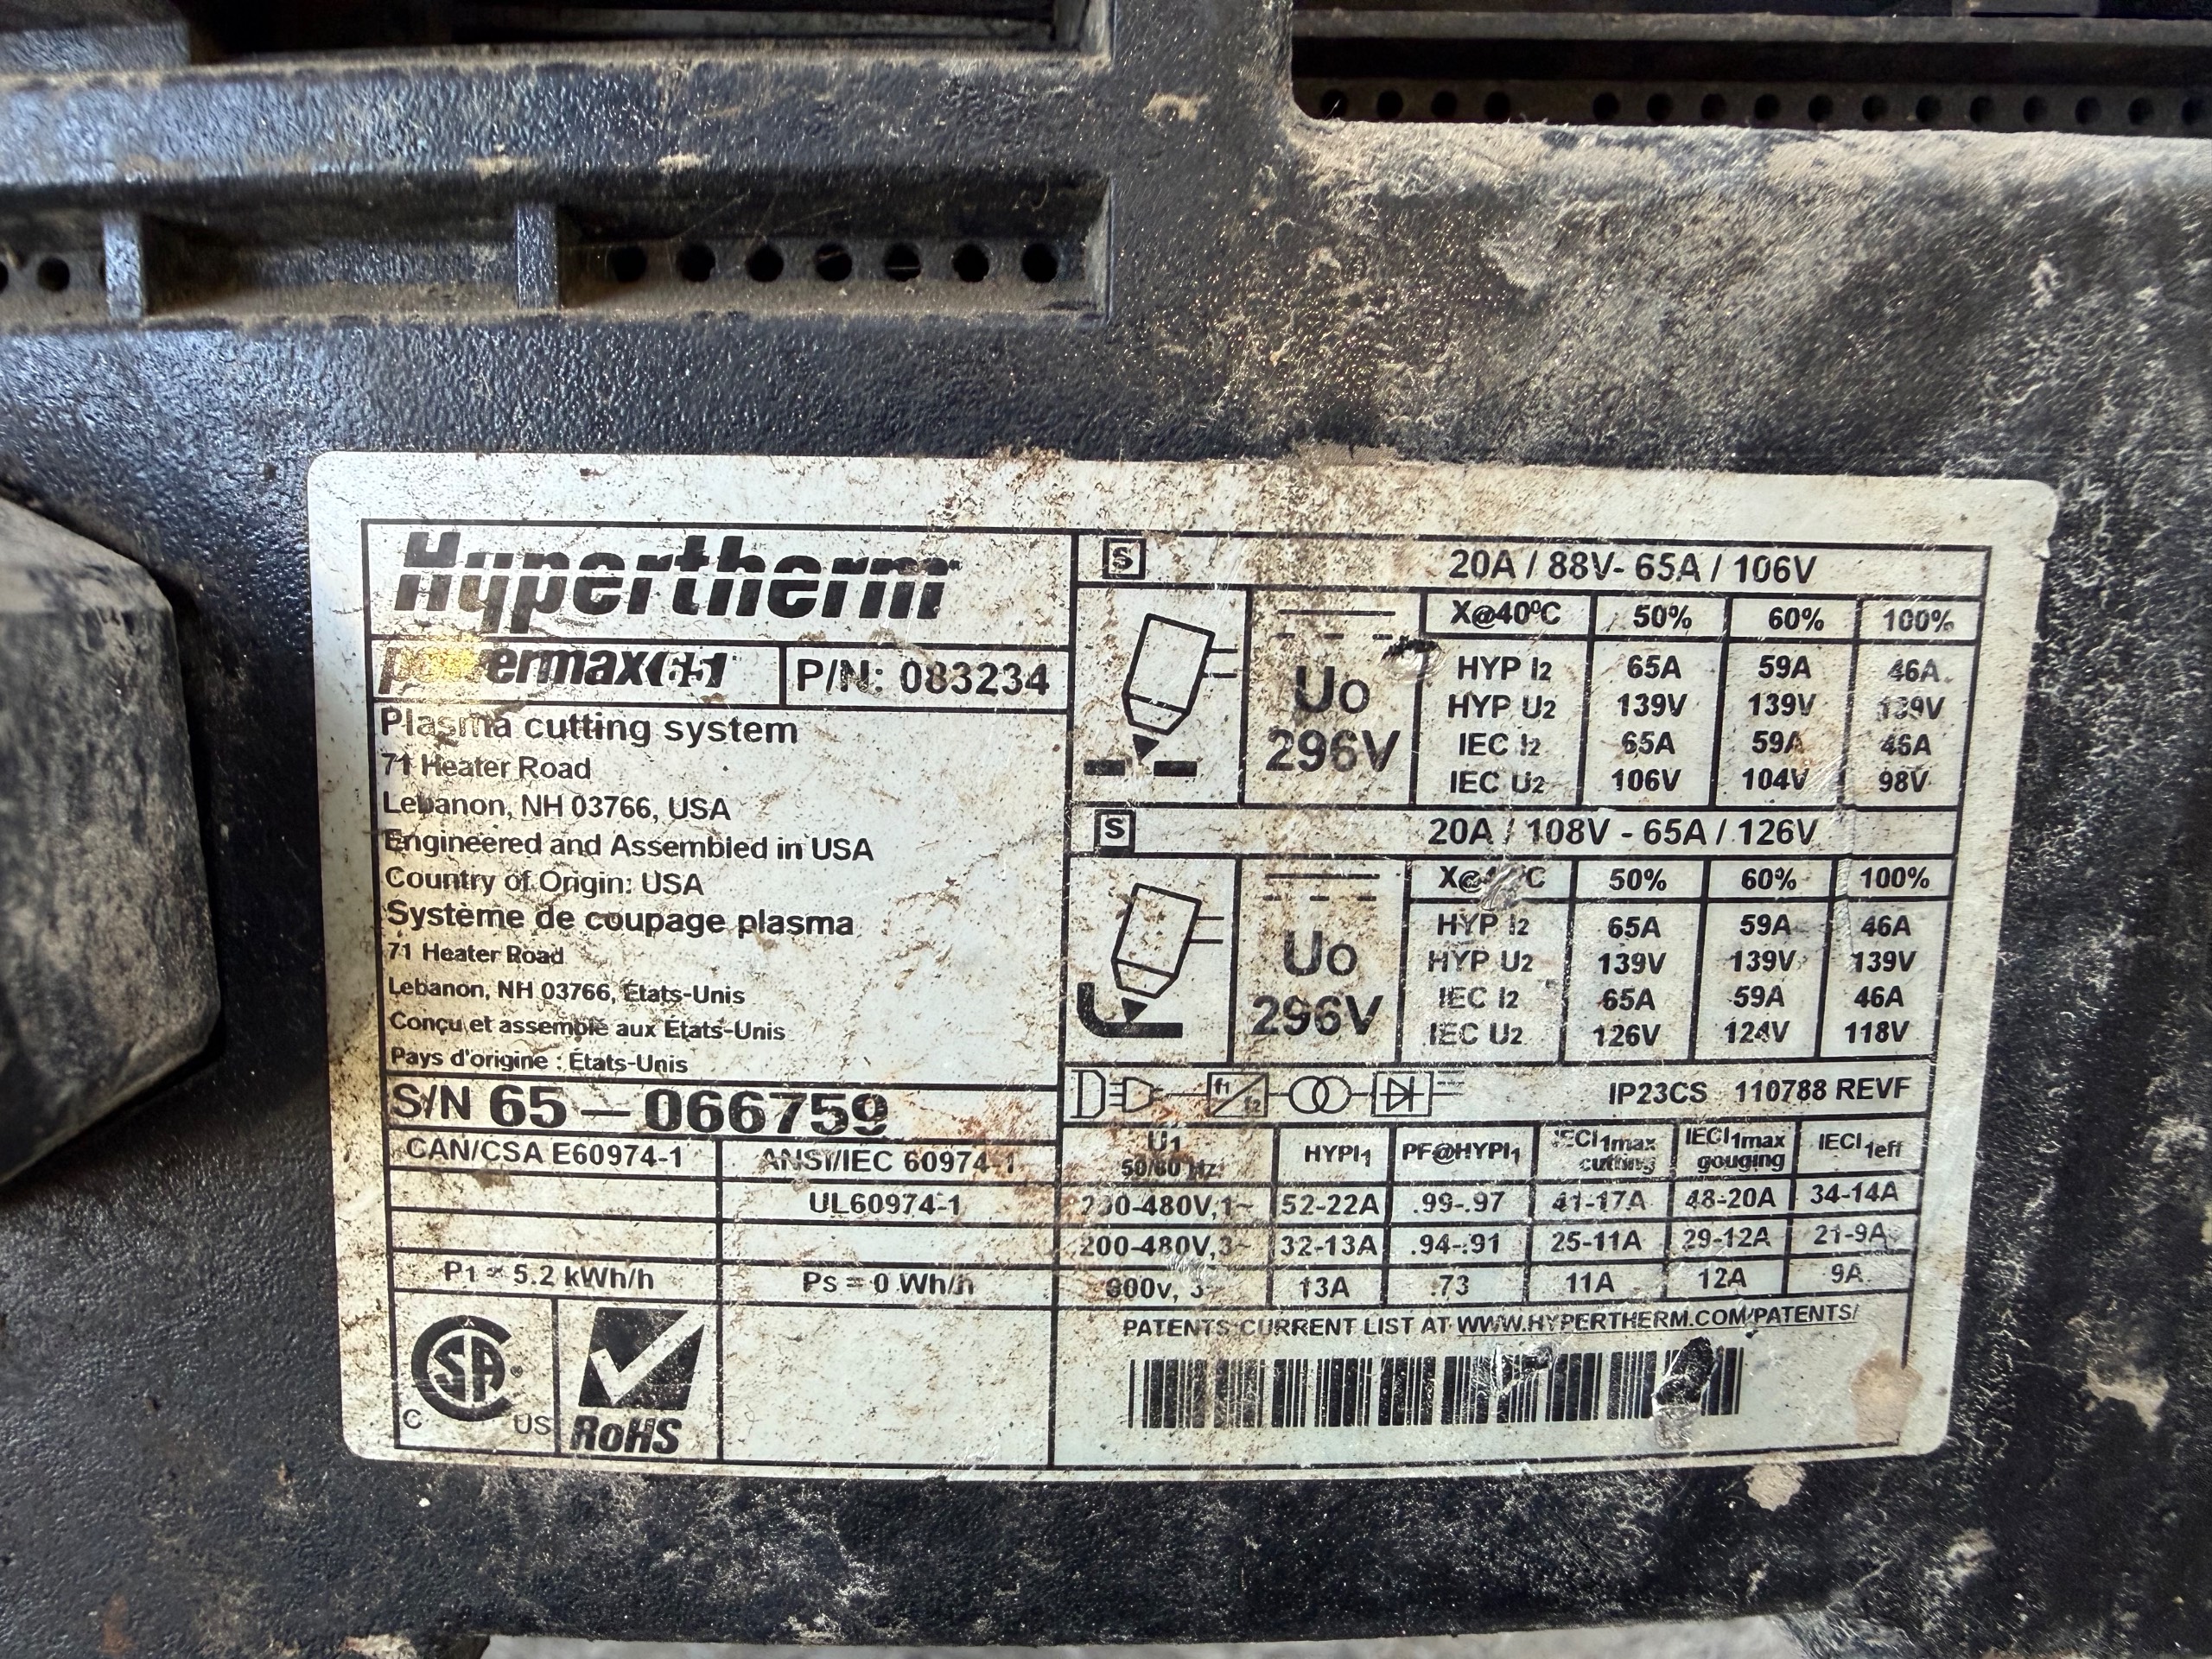 Hypertherm
P/N: 083234
Plasma cutting system
71 Heater Road
Lebanon, NH 03766, USA
Engineered and Assembled in USA
Country of Origin: USA
Système de coupage plasma
71 Heater Road
Lebanon, NH 03766, États-Unis
Conçu et assemblé aux États-Unis
Pays d'origine : États-Unis
S/N 65-066759
CAN/CSA E60974-1 ANSI/IEC 60974-1
UL60974-1
P1 = 5.2 kWh/h Ps = 0 Wh/h
CSA®
C US
RoHS
S 20A / 88V- 65A / 106V
X@40ºC 50% 60% 100%
Uo
296V
HYP I2 65A 59A 46A
HYP U2 139V 139V 139V
IEC I2 65A 59A 46A
IEC U2 106V 104V 98V
S 20A / 108V - 65A / 126V
X@40ºC 50% 60% 100%
Uo
296V
HYP I2 65A 59A 46A
HYP U2 139V 139V 139V
IEC I2 65A 59A 46A
IEC U2 126V 124V 118V
f1
f2
IP23CS 110788 REVF
U1 50/60 Hz HYPI1 PF@HYPI1 IECI1max cutting IECI1max gouging IECI1eff
200-480V,1~ 52-22A .99-.97 41-17A 48-20A 34-14A
200-480V,3~ 32-13A .94-.91 25-11A 29-12A 21-9A
13A .73 11A 12A 9A
PATENTS CURRENT LIST AT WWW.HYPERTHERM.COM/PATENTS/